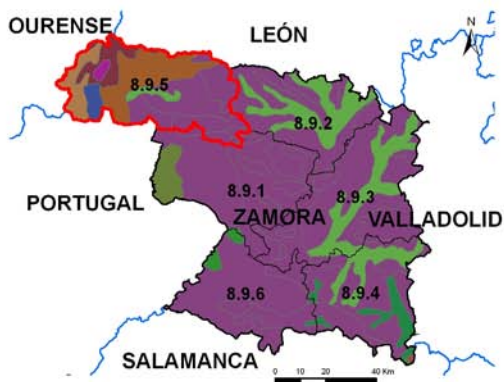 OURENSE
LEÓN
N
8.9.5
8.9.2
8.9.1
8.9.3
PORTUGAL
ZAMORA
VALLADOLID
8.9.6
8.9.4
SALAMANCA
0 10 20 40 Km